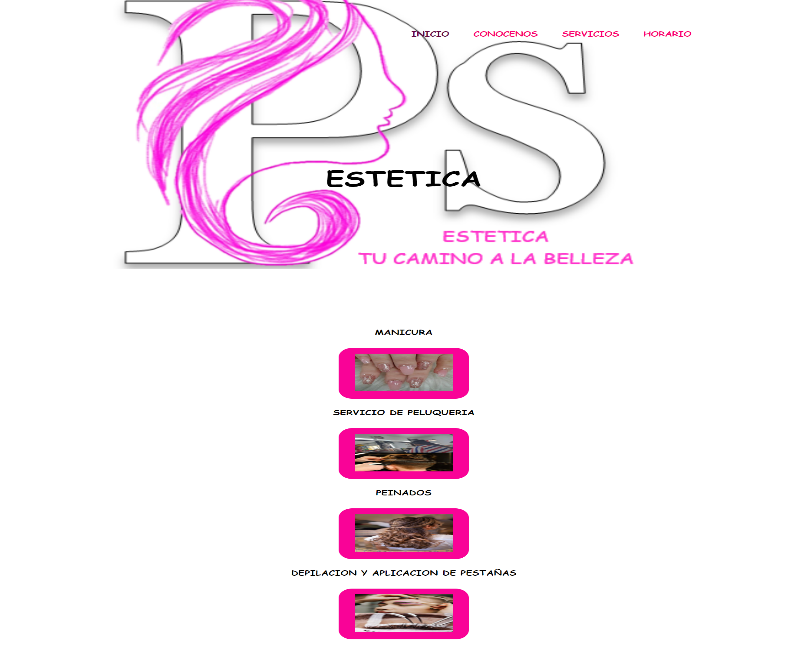 Ps
INICIO CONOCENOS SERVICIOS HORARIO
ESTETICA
ESTETICA
TU CAMINO A LA BELLEZA
MANICURA
SERVICIO DE PELUQUERIA
PEINADOS
DEPILACION Y APLICACION DE PESTAÑAS